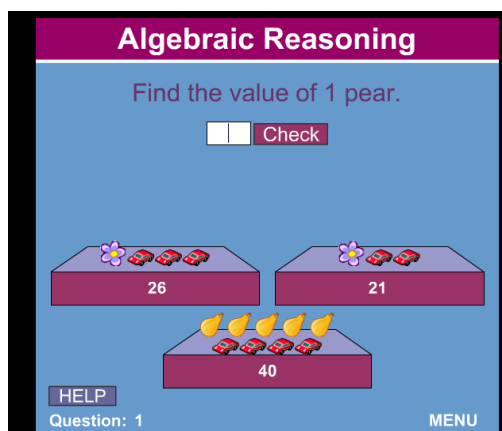 Algebraic Reasoning
Find the value of 1 pear.
Check
26
21
40
HELP
Question: 1
MENU